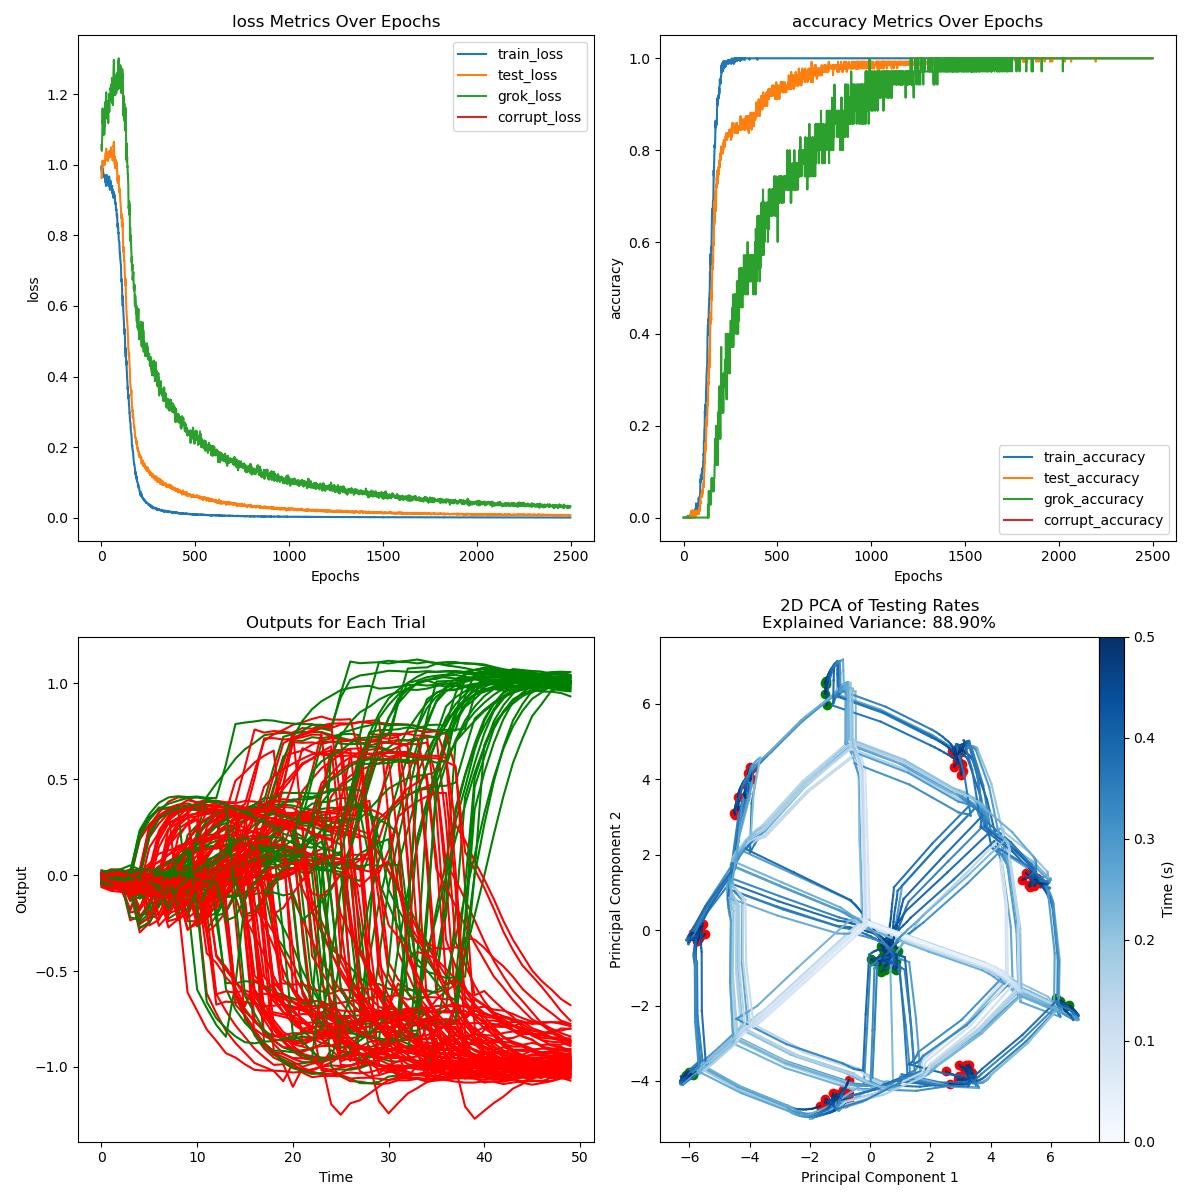 loss Metrics Over Epochs
1.2
1.0
0.8
0.6
0.4
0.2
0.0
loss
0 500 1000 1500 2000 2500
Epochs
train_loss
test_loss
grok_loss
corrupt_loss
accuracy Metrics Over Epochs
1.0
0.8
0.6
0.4
0.2
0.0
accuracy
0 500 1000 1500 2000 2500
Epochs
train_accuracy
test_accuracy
grok_accuracy
corrupt_accuracy
Outputs for Each Trial
1.0
0.5
0.0
−0.5
−1.0
Output
0 10 20 30 40 50
Time
2D PCA of Testing Rates
Explained Variance: 88.90%
6
4
2
0
−2
−4
Principal Component 2
−6 −4 −2 0 2 4 6
Principal Component 1
0.5
0.4
0.3
0.2
0.1
0.0
Time (s)